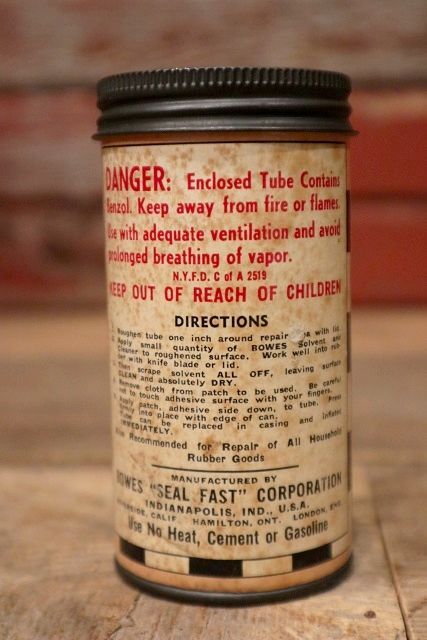 DANGER: Enclosed Tube Contains
Benzol. Keep away from fire or flames.
Use with adequate ventilation and avoid
prolonged breathing of vapor.
N.Y.F.D. C of A 2519
KEEP OUT OF REACH OF CHILDREN
DIRECTIONS
Roughen tube one inch around repair with lid.
Apply small quantity of BOWES Solvent and
Cleaner to roughened surface. Work well into rub-
ber with knife blade or lid.
Then scrape solvent ALL OFF, leaving surface
CLEAN and absolutely DRY.
Remove cloth from patch to be used. Be careful
not to touch adhesive surface with your fingers.
Apply patch, adhesive side down, to tube. Press
firmly into place with edge of can.
Tube can be replaced in casing and inflated
IMMEDIATELY.
Also Recommended for Repair of All Household
Rubber Goods
MANUFACTURED BY
BOWES "SEAL FAST" CORPORATION
INDIANAPOLIS, IND., U.S.A.
RIVERSIDE, CALIF. HAMILTON, ONT. LONDON, ENG.
Use No Heat, Cement or Gasoline